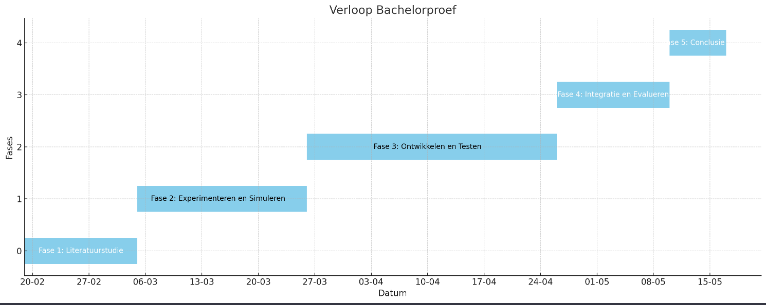 Verloop Bachelorproef
4
se 5: Conclusie
3
Fase 4: Integratie en Evalueren
Fases
2
Fase 3: Ontwikkelen en Testen
1
Fase 2: Experimenteren en Simuleren
0
Fase 1: Literatuurstudie
20-02 27-02 06-03 13-03 20-03 27-03 03-04 10-04 17-04 24-04 01-05 08-05 15-05
Datum